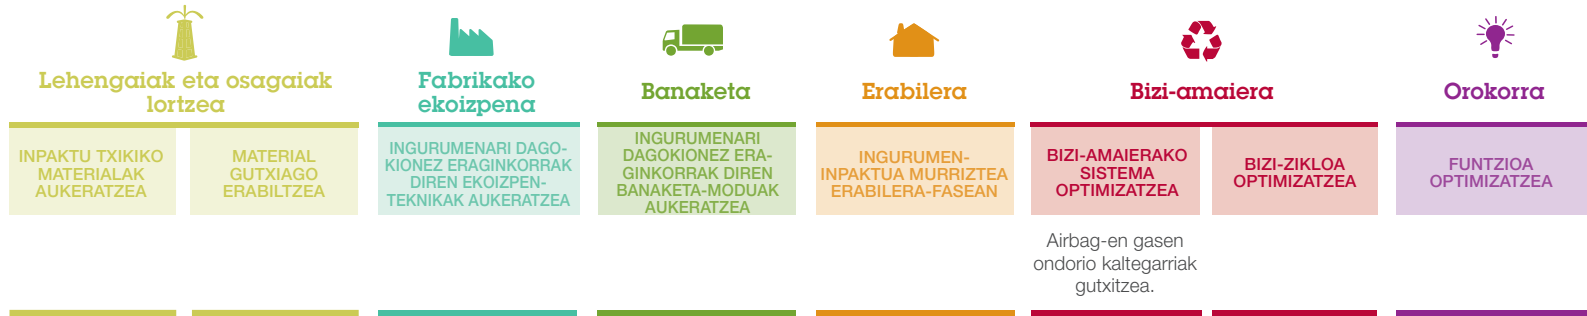 Lehengaiak eta osagaiak
lortzea
Fabrikako
ekoizpena
Banaketa
Erabilera
Bizi-amaiera
Orokorra
INPAKTU TXIKIKO
MATERIALAK
AUKERATZEA
MATERIAL
GUTXIAGO
ERABILTZEA
INGURUMENARI DAGO-
KIONEZ ERAGINKORRAK
DIREN EKOIZPEN-
TEKNIKAK AUKERATZEA
INGURUMENARI
DAGOKIONEZ ERA-
GINKORRAK DIREN
BANAKETA-MODUAK
AUKERATZEA
INGURUMEN-
INPAKTUA MURRIZTEA
ERABILERA-FASEAN
BIZI-AMAIERAKO
SISTEMA
OPTIMIZATZEA
BIZI-ZIKLOA
OPTIMIZATZEA
FUNTZIOA
OPTIMIZATZEA
Airbag-en gasen
ondorio kaltegarriak
gutxitzea.